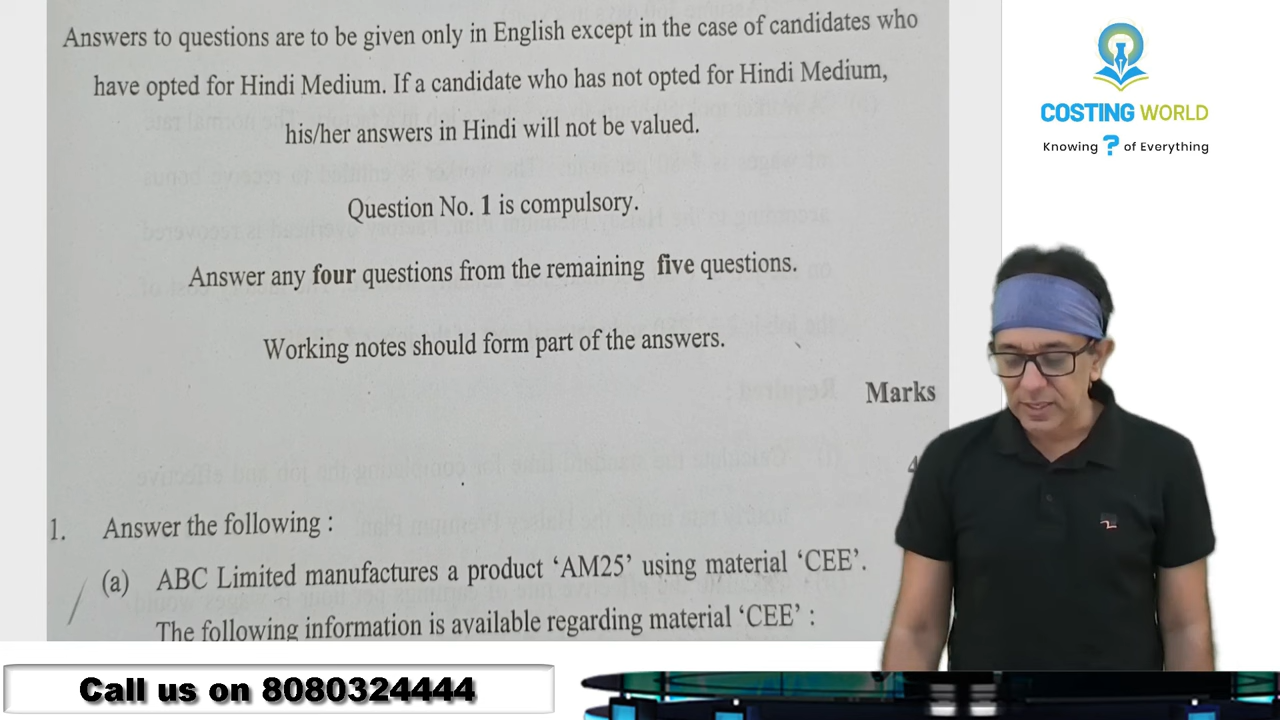 Answers to questions are to be given only in English except in the case of candidates who
have opted for Hindi Medium. If a candidate who has not opted for Hindi Medium,
his/her answers in Hindi will not be valued.
Question No. 1 is compulsory.
Answer any four questions from the remaining five questions.
Working notes should form part of the answers.
Marks
1. Answer the following :
(a) ABC Limited manufactures a product ‘AM25’ using material ‘CEE’.
The following information is available regarding material ‘CEE’ :
COSTING WORLD
Knowing ? of Everything
Call us on 8080324444